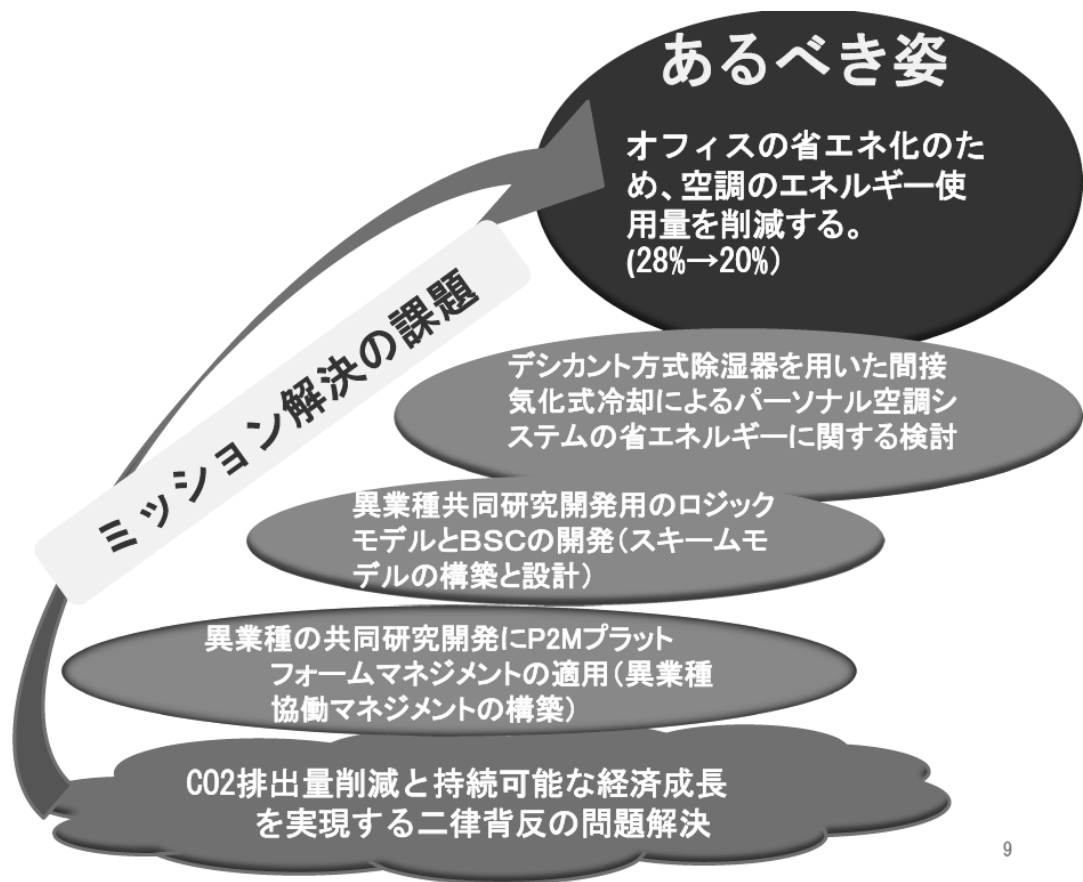 あるべき姿
オフィスの省エネ化のた
め、空調のエネルギー使
用量を削減する。
(28%→20%)
ミッション解決の課題
デシカント方式除湿器を用いた間接
気化式冷却によるパーソナル空調シ
ステムの省エネルギーに関する検討
異業種共同研究開発用のロジック
モデルとBSCの開発(スキームモ
デルの構築と設計)
異業種の共同研究開発にP2Mプラット
フォームマネジメントの適用(異業種
協働マネジメントの構築)
CO2排出量削減と持続可能な経済成長
を実現する二律背反の問題解決
9